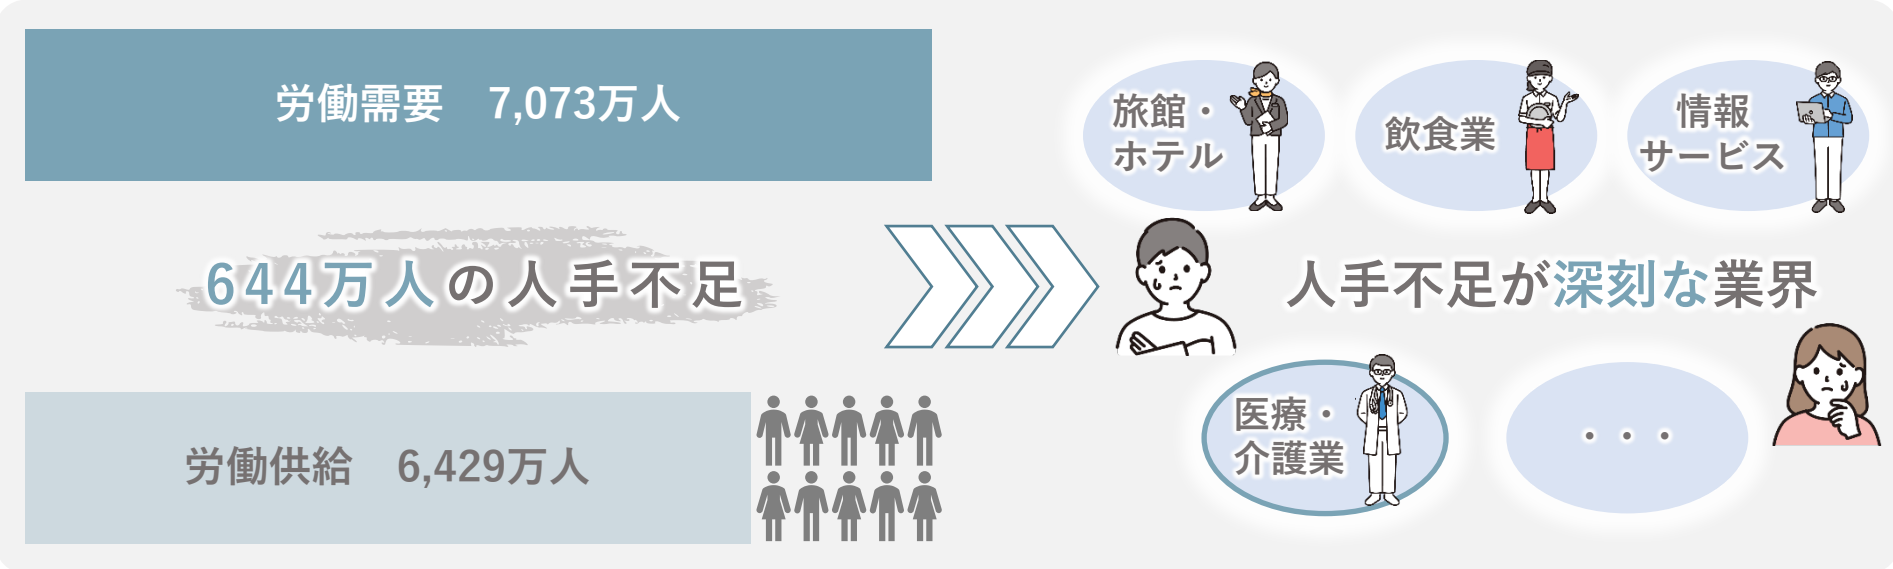 労働需要　7,073万人
644万人の人手不足
労働供給　6,429万人
旅館・
ホテル
飲食業
情報
サービス
人手不足が深刻な業界
医療・
介護業
・・・